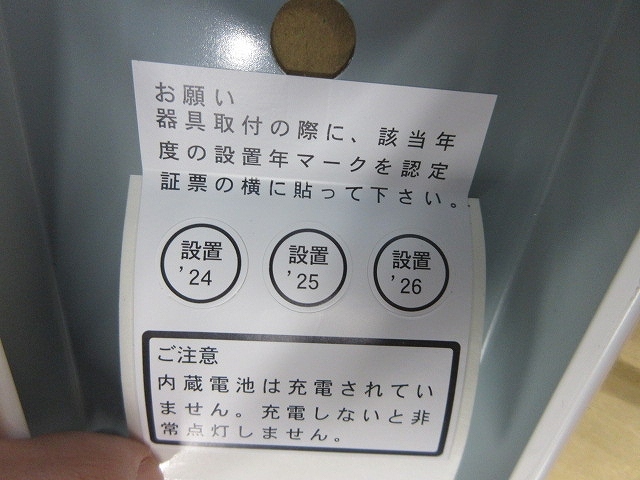 お願い
器具取付の際に、該当年
度の設置年マークを認定
証票の横に貼って下さい。
設置 設置 設置
'24 '25 '26
ご注意
内蔵電池は充電されてい
ません。充電しないと非
常点灯しません。